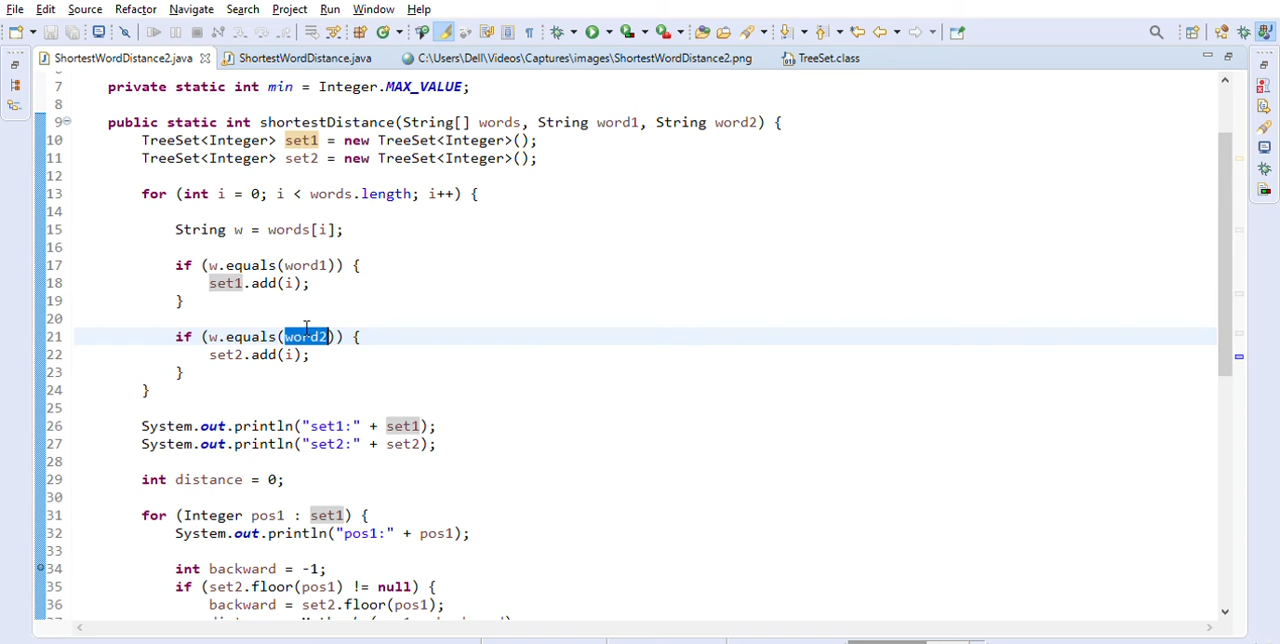 File Edit Source Refactor Navigate Search Project Run Window Help
ShortestWordDistance2.java ShortestWordDistance.java C:\Users\Dell\Videos\Captures\images\ShortestWordDistance2.png TreeSet.class
7 private static int min = Integer.MAX_VALUE;
8
9 public static int shortestDistance(String[] words, String word1, String word2) {
10 TreeSet<Integer> set1 = new TreeSet<Integer>();
11 TreeSet<Integer> set2 = new TreeSet<Integer>();
12
13 for (int i = 0; i < words.length; i++) {
14
15 String w = words[i];
16
17 if (w.equals(word1)) {
18 set1.add(i);
19 }
20
21 if (w.equals(word2)) {
22 set2.add(i);
23 }
24 }
25
26 System.out.println("set1:" + set1);
27 System.out.println("set2:" + set2);
28
29 int distance = 0;
30
31 for (Integer pos1 : set1) {
32 System.out.println("pos1:" + pos1);
33
34 int backward = -1;
35 if (set2.floor(pos1) != null) {
36 backward = set2.floor(pos1);